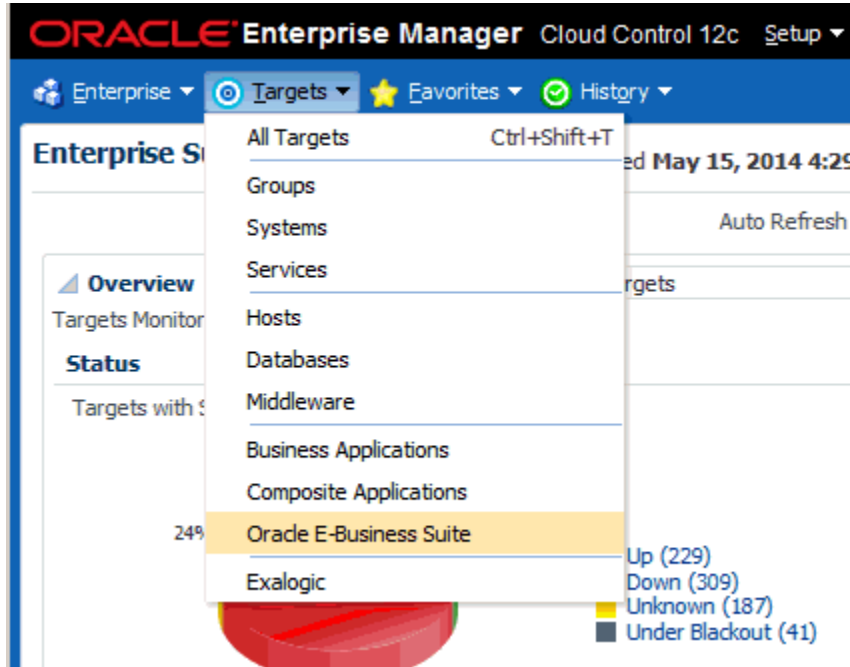 ORACLE Enterprise Manager Cloud Control 12c Setup
Enterprise Targets Favorites History
All Targets Ctrl+Shift+T
Enterprise ed May 15, 2014 4:29
Groups
Systems
Auto Refresh
Services
Overview rgets
Targets Monitor
Hosts
Status
Databases
Targets with
Middleware
Business Applications
Composite Applications
24%
Oracle E-Business Suite
Up (229)
Exalogic
Down (309)
Unknown (187)
Under Blackout (41)